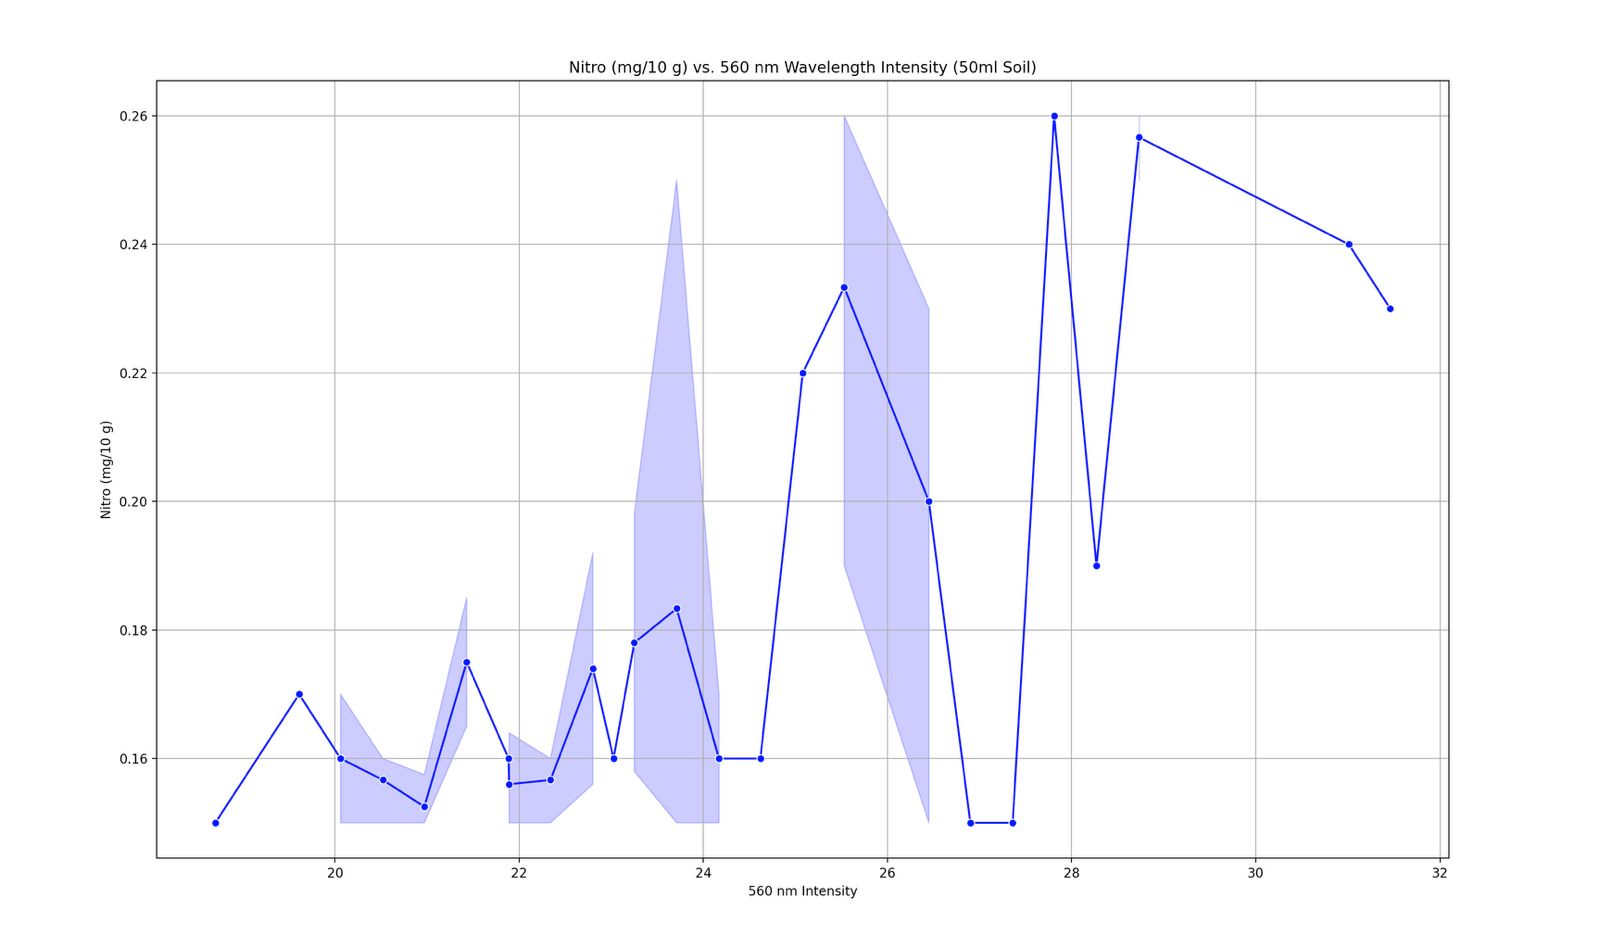 Nitro (mg/10 g) vs. 560 nm Wavelength Intensity (50ml Soil)
Nitro (mg/10 g)
0.26
0.24
0.22
0.20
0.18
0.16
20 22 24 26 28 30 32
560 nm Intensity